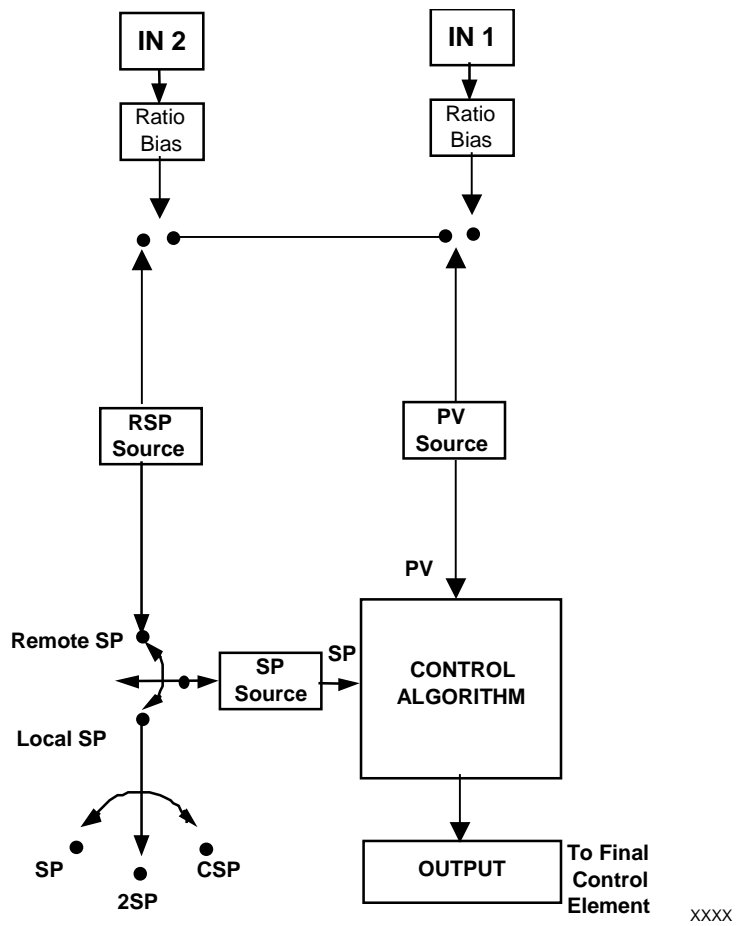 IN 2
IN 1
Ratio
Bias
Ratio
Bias
RSP
Source
PV
Source
PV
Remote SP
SP
Source
SP
CONTROL
ALGORITHM
Local SP
SP
2SP
CSP
OUTPUT
To Final
Control
Element
XXXX